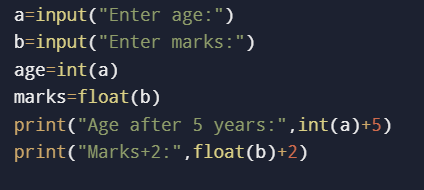 a=input("Enter age:")
b=input("Enter marks:")
age=int(a)
marks=float(b)
print("Age after 5 years:",int(a)+5)
print("Marks+2:",float(b)+2)